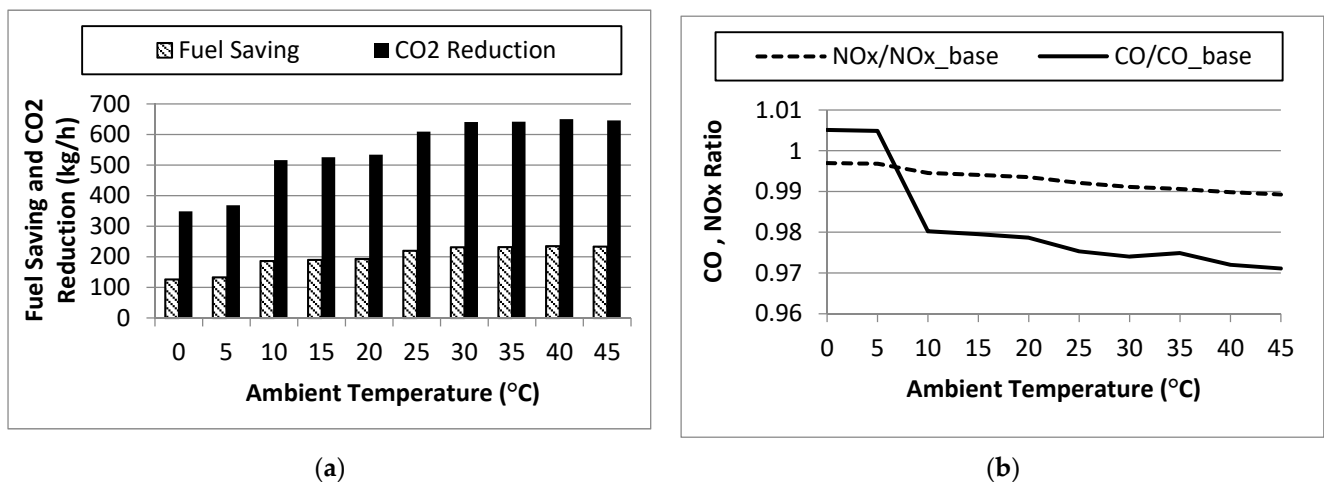 Fuel Saving CO2 Reduction
Fuel Saving and CO2
Reduction (kg/h)
700
600
500
400
300
200
100
0
0 5 10 15 20 25 30 35 40 45
Ambient Temperature (°C)
(a)
NOx/NOx_base CO/CO_base
CO , NOx Ratio
1.01
1
0.99
0.98
0.97
0.96
0 5 10 15 20 25 30 35 40 45
Ambient Temperature (°C)
(b)